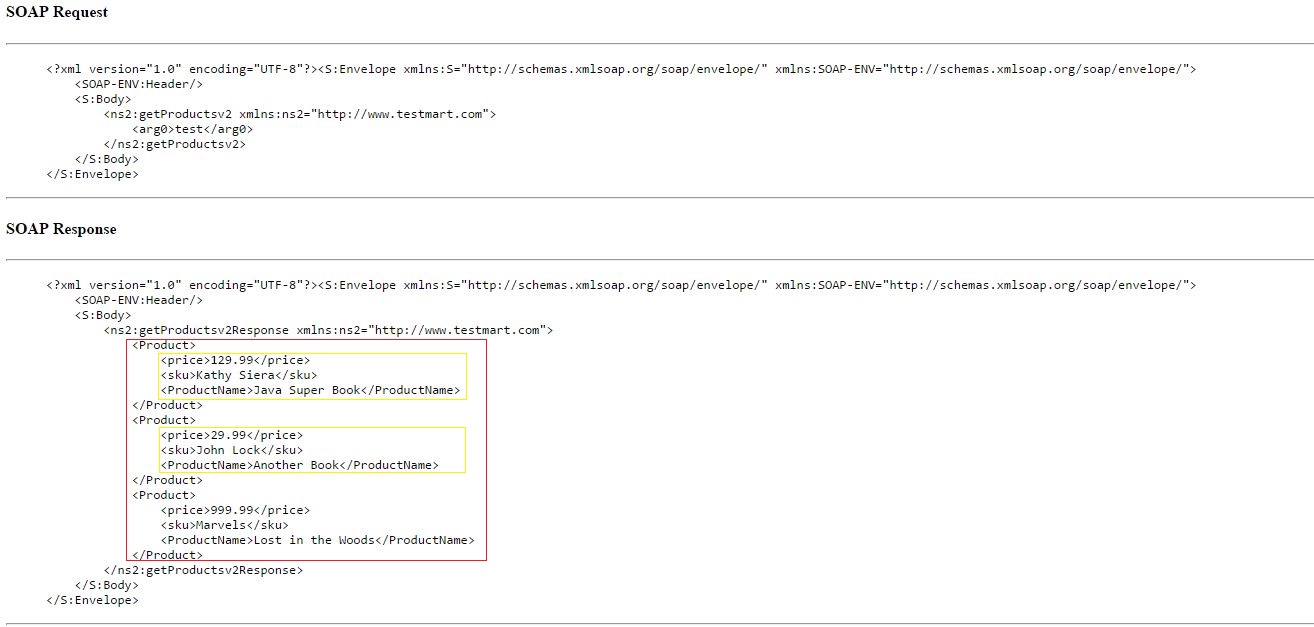 SOAP Request
<?xml version="1.0" encoding="UTF-8"?><S:Envelope xmlns:S="http://schemas.xmlsoap.org/soap/envelope/" xmlns:SOAP-ENV="http://schemas.xmlsoap.org/soap/envelope/">
<SOAP-ENV:Header/>
<S:Body>
<ns2:getProductsv2 xmlns:ns2="http://www.testmart.com">
<arg0>test</arg0>
</ns2:getProductsv2>
</S:Body>
</S:Envelope>
SOAP Response
<?xml version="1.0" encoding="UTF-8"?><S:Envelope xmlns:S="http://schemas.xmlsoap.org/soap/envelope/" xmlns:SOAP-ENV="http://schemas.xmlsoap.org/soap/envelope/">
<SOAP-ENV:Header/>
<S:Body>
<ns2:getProductsv2Response xmlns:ns2="http://www.testmart.com">
<Product>
<price>129.99</price>
<sku>Kathy Siera</sku>
<ProductName>Java Super Book</ProductName>
</Product>
<Product>
<price>29.99</price>
<sku>John Lock</sku>
<ProductName>Another Book</ProductName>
</Product>
<Product>
<price>999.99</price>
<sku>Marvels</sku>
<ProductName>Lost in the Woods</ProductName>
</Product>
</ns2:getProductsv2Response>
</S:Body>
</S:Envelope>